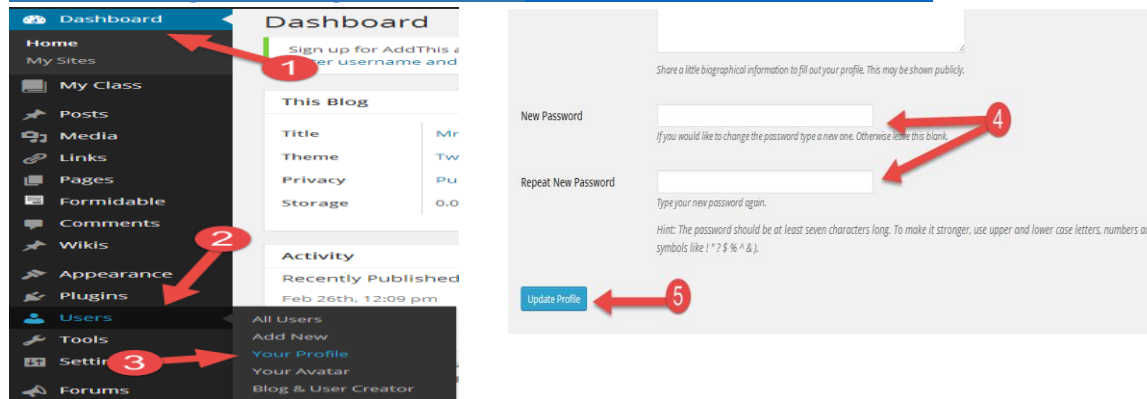 Dashboard
Home
My Sites
My Class
Posts
Media
Links
Pages
Formidable
Comments
Wikis
Appearance
Plugins
Users
Tools
Forums
All Users
Add New
Your Profile
Your Avatar
Blog & User Creator
1
2
3
Dashboard
Sign up for AddThis
username and
This Blog
Title
Theme
Privacy
Storage
Activity
Recently Published
Feb 26th, 12:09 pm
Share a little biographical information to fill out your profile. This may be shown publicly.
New Password
If you would like to change the password type a new one. Otherwise leave this blank.
4
Repeat New Password
Type your new password again.
Hint: The password should be at least seven characters long. To make it stronger, use upper and lower case letters, numbers
symbols like ! " ? $ % ^ & ).
Update Profile
5